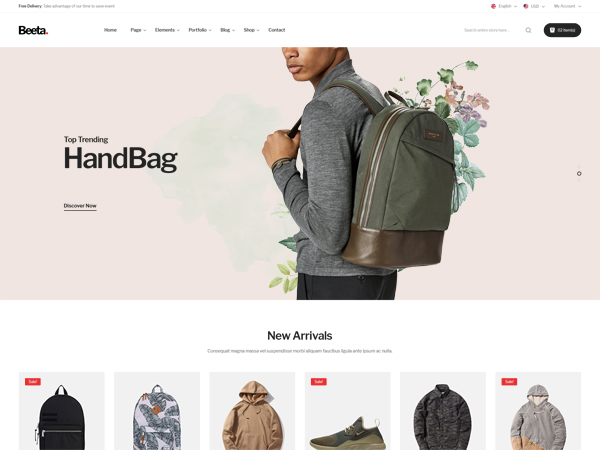 Free Delivery: Take advantage of our time to save event
English
USD
My Account
Beeta.
Home
Page
Elements
Portfolio
Blog
Shop
Contact
Search entire store here...
Top Trending
HandBag
Discover Now
New Arrivals
Consequat magna massa vel suspendisse morbi aliquam faucibus ligula ante ipsum ac nulla.
Sale!
Sale!
Sale!